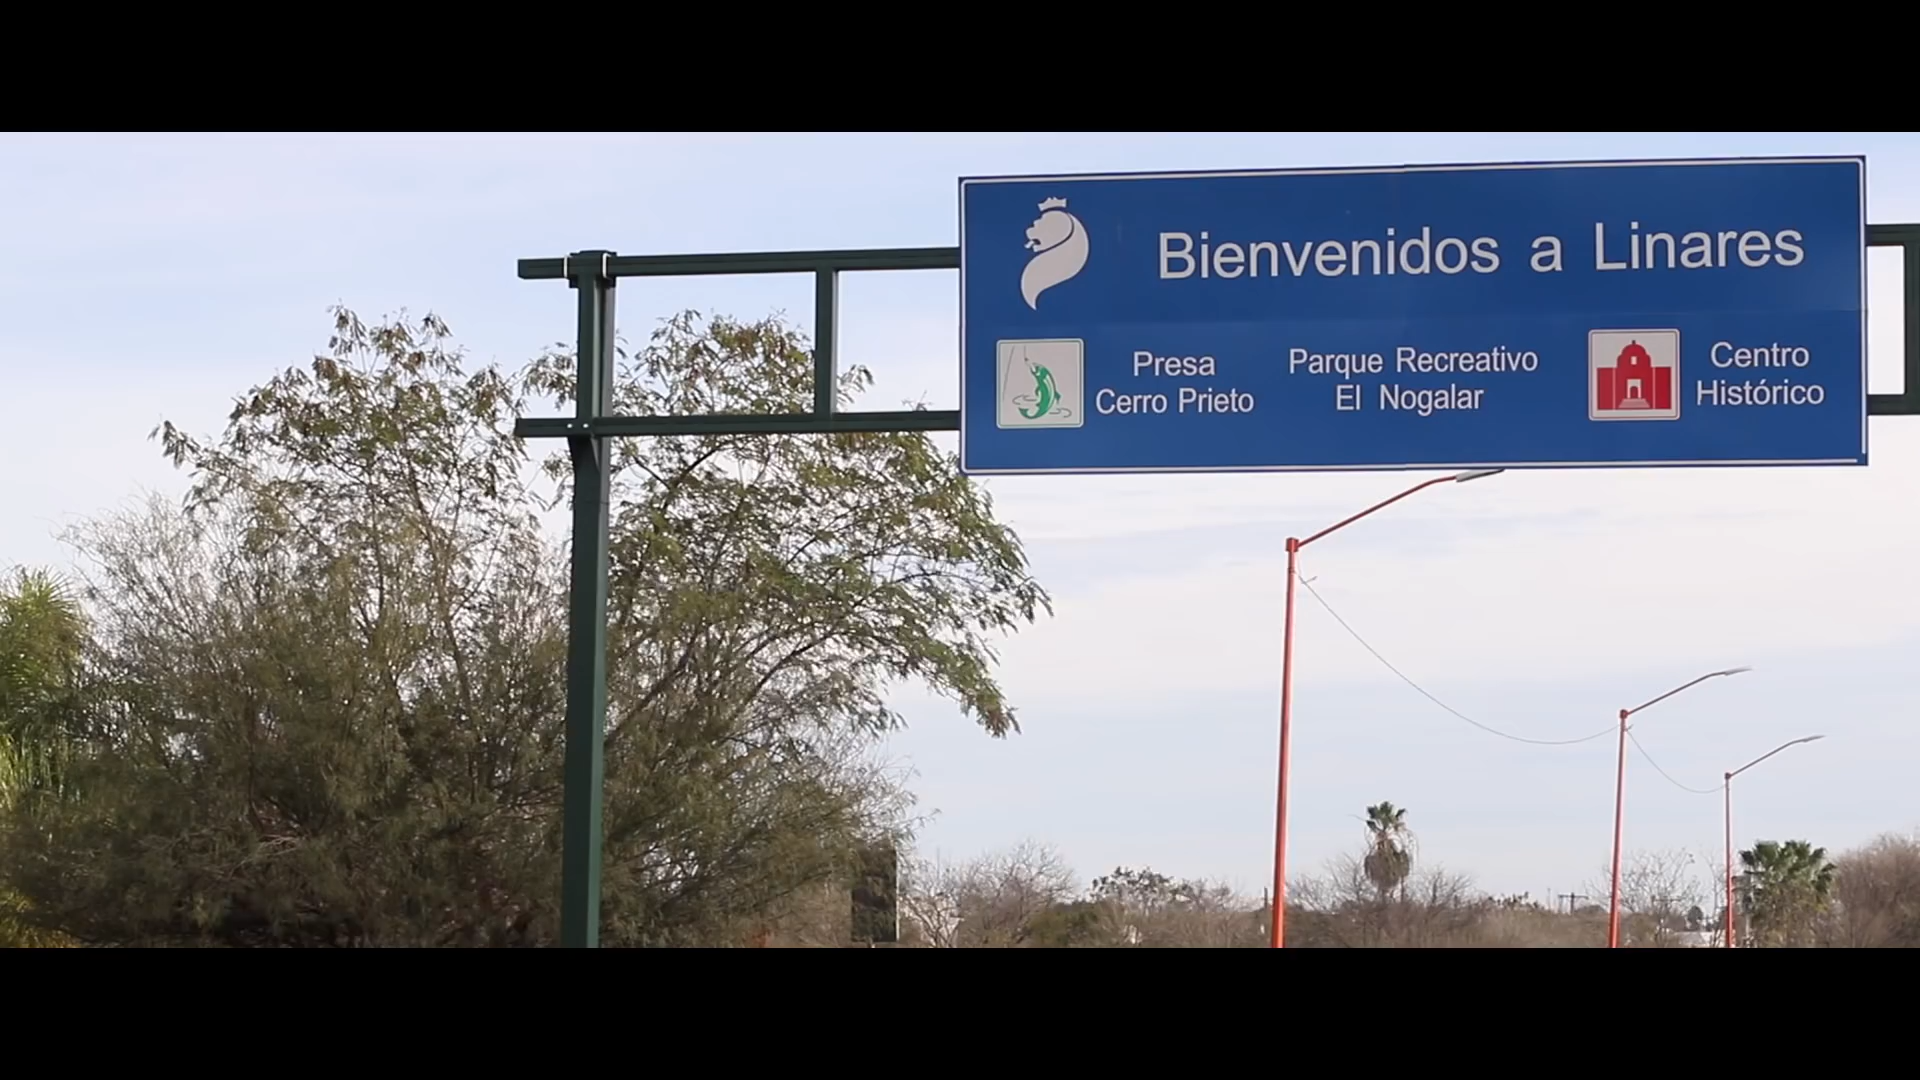 Bienvenidos a Linares
Presa
Cerro Prieto
Parque Recreativo
El Nogalar
Centro
Histórico